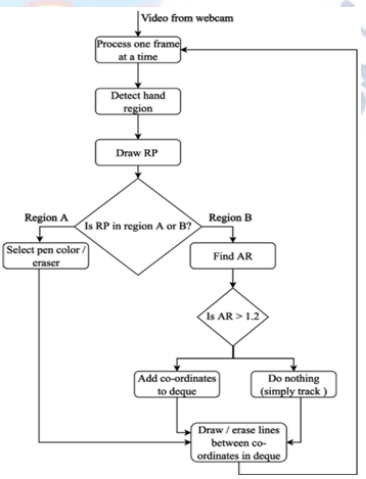 Video from webcam
Process one frame
at a time
Detect hand
region
Draw RP
Is RP in region A or B?
Region A
Region B
Select pen color /
eraser
Find AR
Is AR > 1.2
Add co-ordinates
to deque
Do nothing
(simply track )
Draw / erase lines
between co-
ordinates in deque